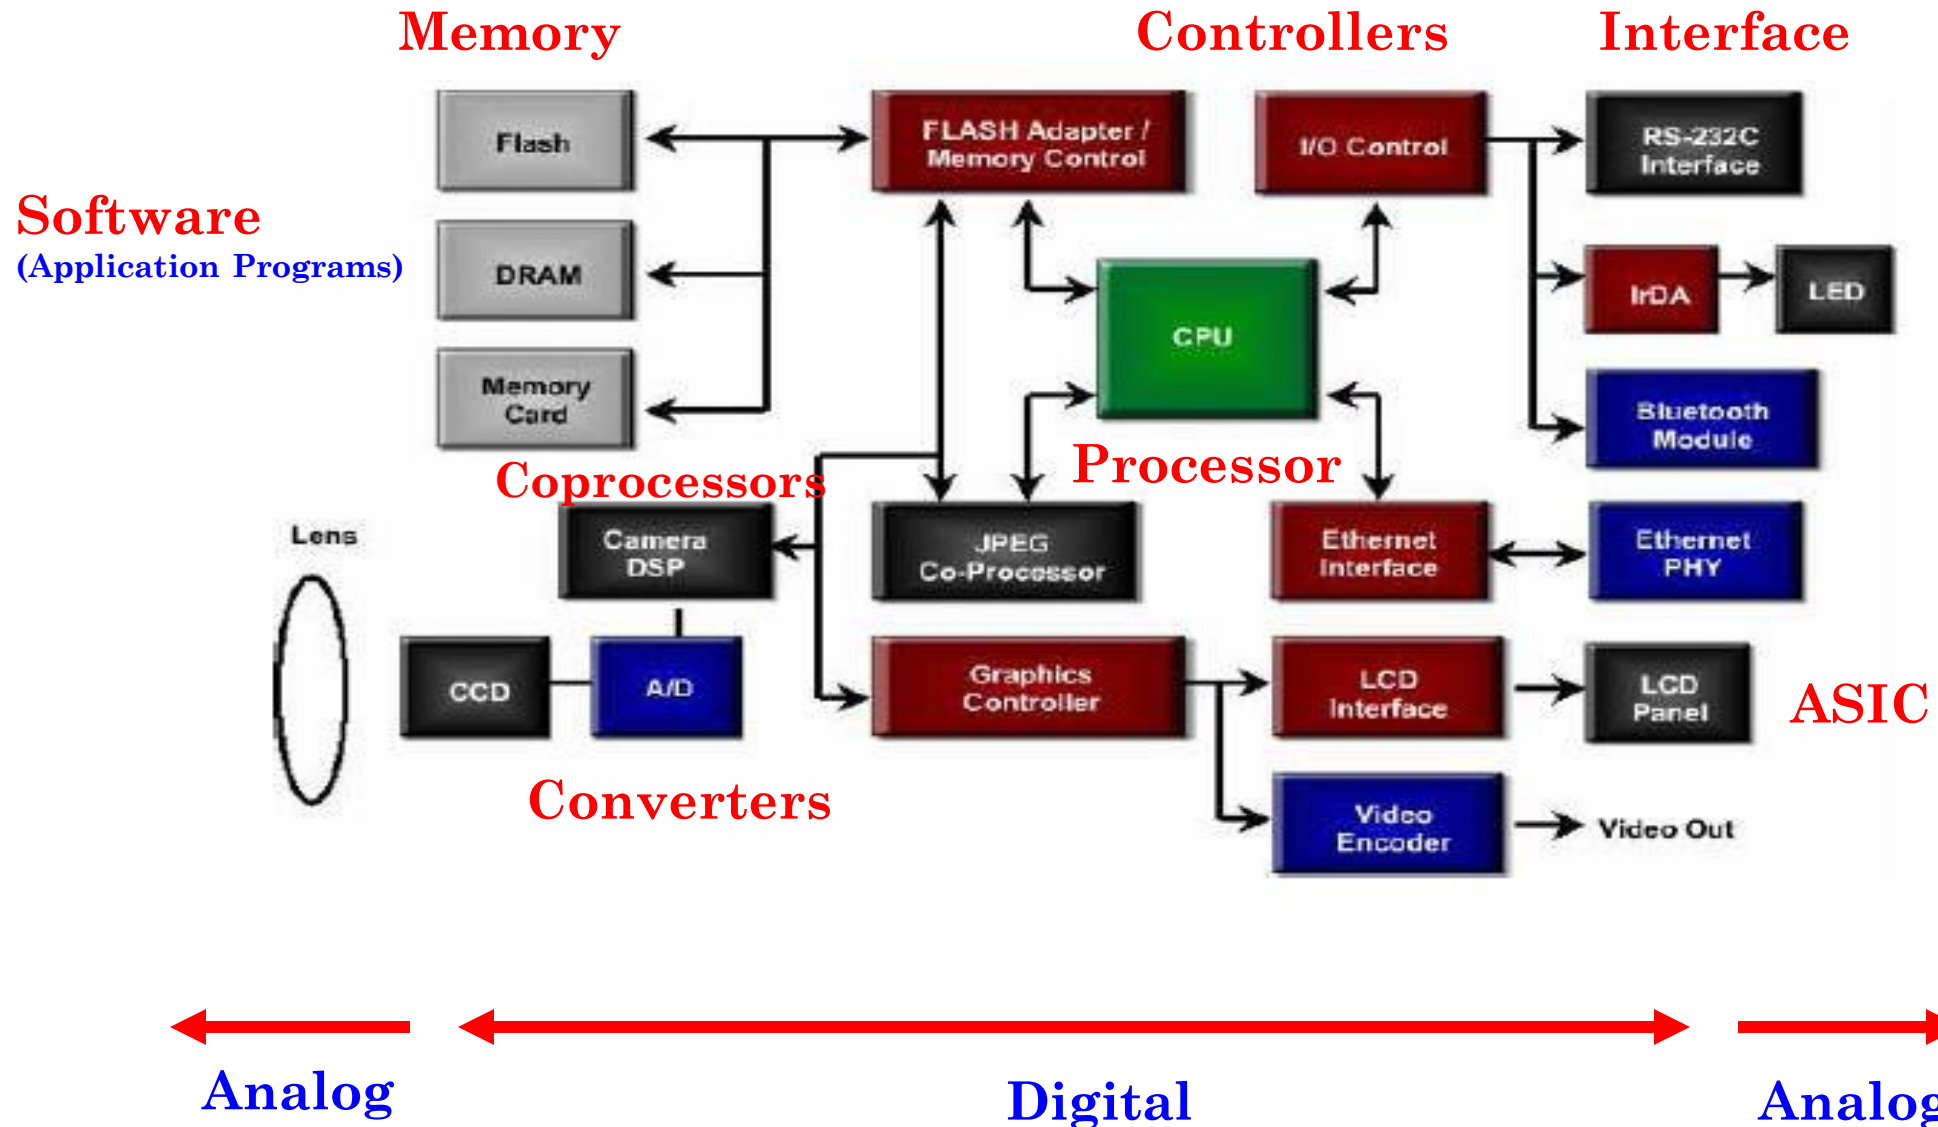 Memory
Controllers
Interface
Flash
FLASH Adapter /
Memory Control
I/O Control
RS-232C
Interface
Software
(Application Programs)
DRAM
IrDA
LED
CPU
Memory
Card
Bluetooth
Module
Coprocessors
Processor
Lens
Camera
DSP
JPEG
Co-Processor
Ethernet
Interface
Ethernet
PHY
CCD
A/D
Graphics
Controller
LCD
Interface
LCD
Panel
ASIC
Converters
Video
Encoder
Video Out
Analog
Digital
Analog